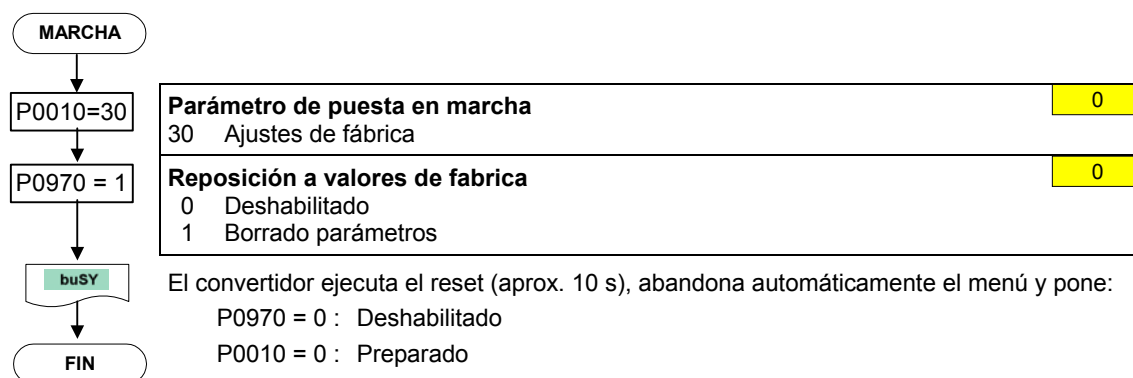 MARCHA
P0010=30
Parámetro de puesta en marcha 0
30 Ajustes de fábrica
P0970 = 1
Reposición a valores de fabrica 0
0 Deshabilitado
1 Borrado parámetros
buSY
El convertidor ejecuta el reset (aprox. 10 s), abandona automáticamente el menú y pone:
P0970 = 0 : Deshabilitado
P0010 = 0 : Preparado
FIN